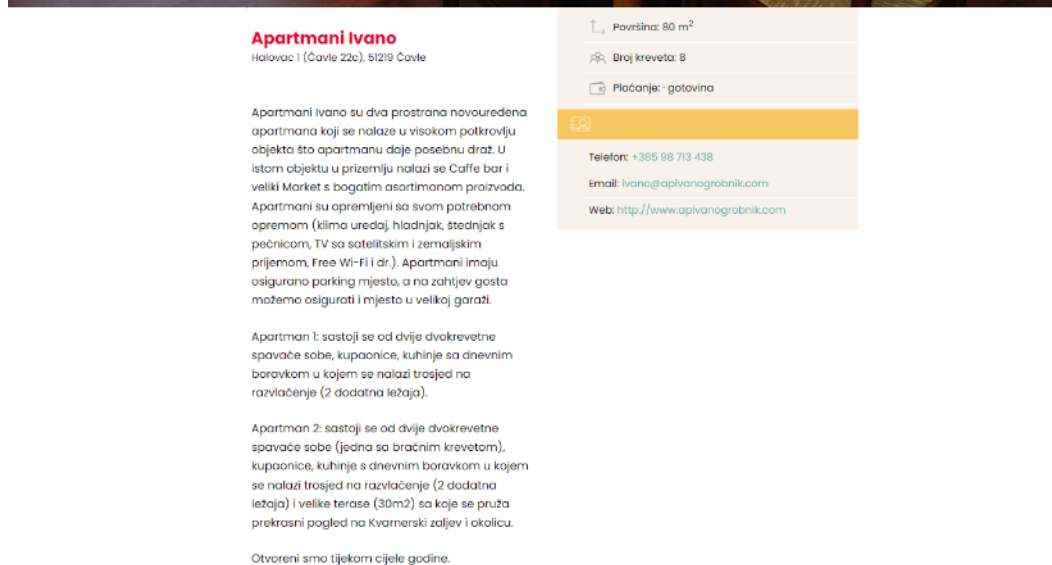 Apartmani Ivano
Halovac 1 (Čavle 22c), 51219 Čavle
Apartmani Ivano su dva prostrana novouređena
apartmana koji se nalaze u visokom potkrovlju
objekta što apartmanu daje posebnu draž. U
istom objektu u prizemlju nalazi se Caffe bar i
veliki Market s bogatim asortimanom proizvoda.
Apartmani su opremljeni sa svom potrebnom
opremom (klima uređaj, hladnjak, štednjak s
pećnicom, TV sa satelitskim i zemaljskim
prijemom, Free Wi-Fi i dr.). Apartmani imaju
osigurano parking mjesto, a na zahtjev gosta
možemo osigurati i mjesto u velikoj garaži.
Apartman 1: sastoji se od dvije dvokrevetne
spavaće sobe, kupaonice, kuhinje sa dnevnim
boravkom u kojem se nalazi trosjed na
razvlačenje (2 dodatna ležaja).
Apartman 2: sastoji se od dvije dvokrevetne
spavaće sobe (jedna sa bračnim krevetom),
kupaonice, kuhinje s dnevnim boravkom u kojem
se nalazi trosjed na razvlačenje (2 dodatna
ležaja) i velike terase (30m2) sa koje se pruža
prekrasni pogled na Kvarnerski zaljev i okolicu.
Otvoreni smo tijekom cijele godine.
Površina: 80 m²
Broj kreveta: 8
Plaćanje: · gotovina
Telefon: +385 98 713 438
Email: ivano@apivanogrobnik.com
Web: http://www.apivanogrobnik.com